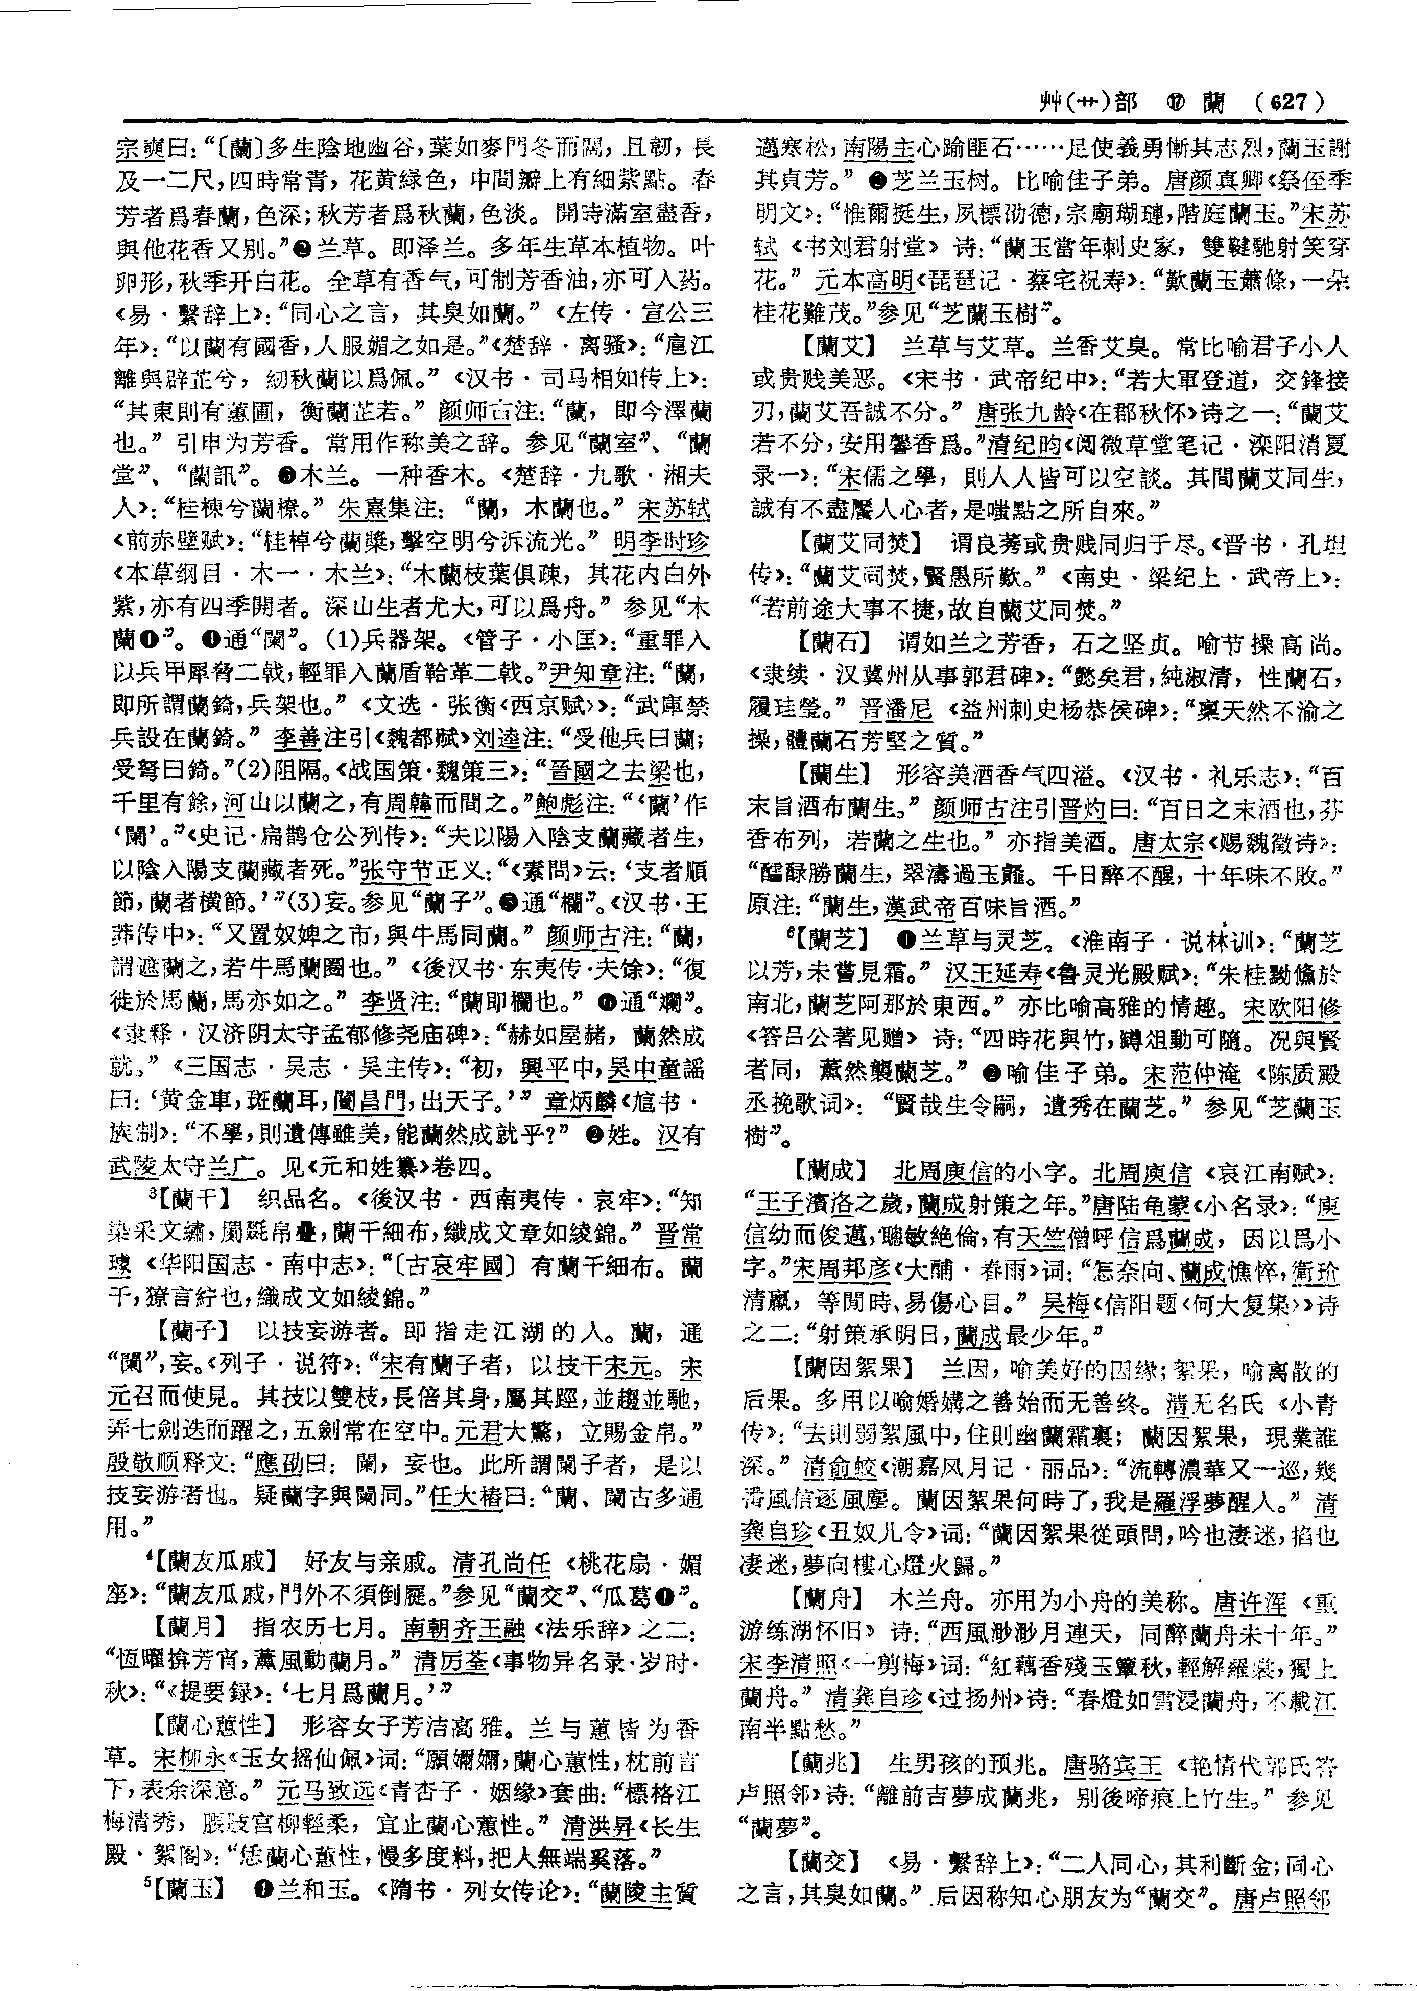 艸(艹)部 ⑰ 蘭 (627)
宗奭曰:“〔蘭〕多生陰地幽谷,葉如麥門冬而闊,且韌,長
及一二尺,四時常青,花黄緑色,中間瓣上有細紫點。春
芳者爲春蘭,色深;秋芳者爲秋蘭,色淡。開時滿室盡香,
與他花香又别。”❷兰草。即泽兰。多年生草本植物。叶
卵形,秋季开白花。全草有香气,可制芳香油,亦可入药。
《易·繫辞上》:“同心之言,其臭如蘭。”《左传·宣公三
年》:“以蘭有國香,人服媚之如是。”《楚辞·离骚》:“扈江
離與辟芷兮,紉秋蘭以爲佩。”《汉书·司马相如传上》:
“其東則有蕙圃,衡蘭芷若。”颜师古注:“蘭,即今澤蘭
也。”引申为芳香。常用作称美之辞。参见“蘭室”、“蘭
堂”、“蘭訊”。❸木兰。一种香木。《楚辞·九歌·湘夫
人》:“桂棟兮蘭橑。”朱熹集注:“蘭,木蘭也。”宋苏轼
《前赤壁赋》:“桂棹兮蘭槳,擊空明兮泝流光。”明李时珍
《本草纲目·木一·木兰》:“木蘭枝葉俱疎,其花内白外
紫,亦有四季開者。深山生者尤大,可以爲舟。”参见“木
蘭❶”。❹通“闌”。(1)兵器架。《管子·小匡》:“重罪入
以兵甲犀脅二戟,輕罪入蘭盾鞈革二戟。”尹知章注:“蘭,
即所謂蘭錡,兵架也。”《文选·张衡〈西京赋〉》:“武庫禁
兵設在蘭錡。”李善注引《魏都赋》刘逵注:“受他兵曰蘭;
受弩曰錡。”(2)阻隔。《战国策·魏策三》:“晉國之去梁也,
千里有餘,河山以蘭之,有周韓而間之。”鲍彪注:“‘蘭’作
‘闌’。”《史记·扁鹊仓公列传》:“夫以陽入陰支蘭藏者生,
以陰入陽支蘭藏者死。”张守节正义:“《素問》云:‘支者順
節,蘭者横節。’”(3)妄。参见“蘭子”。❺通“欄”。《汉书·王
莽传中》:“又置奴婢之市,與牛馬同蘭。”颜师古注:“蘭,
謂遮蘭之,若牛馬蘭圈也。”《後汉书·东夷传·夫馀》:“復
徙於馬蘭,馬亦如之。”李贤注:“蘭即欄也。”❻通“斕”。
《隶释·汉济阴太守孟郁修尧庙碑》:“赫如屋赭,蘭然成
就。”《三国志·吴志·吴主传》:“初,興平中,吴中童謡
曰:‘黄金車,班蘭耳,闓昌門,出天子。’”章炳麟《訄书·
族制》:“不學,則遺傳雖美,能蘭然成就乎?”❼姓。汉有
武陵太守兰广。见《元和姓纂》卷四。
³【蘭干】 织品名。《後汉书·西南夷传·哀牢》:“知
染采文繡,罽毲帛疊,蘭干細布,織成文章如綾錦。”晋常
璩《华阳国志·南中志》:“〔古哀牢國〕有蘭干細布。蘭
干,獠言紵也,織成文如綾錦。”
【蘭子】 以技妄游者。即指走江湖的人。蘭,通
“闌”,妄。《列子·说符》:“宋有蘭子者,以技干宋元。宋
元召而使見。其技以雙枝,長倍其身,屬其踁,並趨並馳,
弄七劍迭而躍之,五劍常在空中。元君大驚,立賜金帛。”
殷敬顺释文:“應劭曰:闌,妄也。此所謂闌子者,是以
技妄游者也。疑蘭字與闌同。”任大椿曰:“蘭、闌古多通
用。”
⁴【蘭友瓜戚】 好友与亲戚。清孔尚任《桃花扇·媚
座》:“蘭友瓜戚,門外不須倒屣。”参见“蘭交”、“瓜葛❶”。
【蘭月】 指农历七月。南朝齐王融《法乐辞》之二:
“恆曜揜芳宵,薰風動蘭月。”清厉荃《事物异名录·岁时·
秋》:“《提要録》:‘七月爲蘭月。’”
【蘭心蕙性】 形容女子芳洁高雅。兰与蕙皆为香
草。宋柳永《玉女摇仙佩》词:“願嬭嬭,蘭心蕙性,枕前言
下,表余深意。”元马致远《青杏子·姻缘》套曲:“標格江
梅清秀,腰肢宫柳輕柔,宜止蘭心蕙性。”清洪昇《长生
殿·絮阁》:“恁蘭心蕙性,慢多度料,把人無端奚落。”
⁵【蘭玉】 ❶兰和玉。《隋书·列女传论》:“蘭陵主質
邁寒松,南陽主心踰匪石……足使義勇慚其志烈,蘭玉謝
其貞芳。”❷芝兰玉树。比喻佳子弟。唐颜真卿《祭侄季
明文》:“惟爾挺生,夙標幼德,宗廟瑚璉,階庭蘭玉。”宋苏
轼《书刘君射堂》诗:“蘭玉當年刺史家,雙鞬馳射笑穿
花。”元本高明《琵琶记·蔡宅祝寿》:“歎蘭玉蕭條,一朵
桂花難茂。”参见“芝蘭玉樹”。
【蘭艾】 兰草与艾草。兰香艾臭。常比喻君子小人
或贵贱美恶。《宋书·武帝纪中》:“若大軍登道,交鋒接
刃,蘭艾吾誠不分。”唐张九龄《在郡秋怀》诗之一:“蘭艾
若不分,安用馨香爲。”清纪昀《阅微草堂笔记·滦阳消夏
录一》:“宋儒之學,則人人皆可以空談。其間蘭艾同生,
誠有不盡饜人心者,是嗤點之所自來。”
【蘭艾同焚】 谓良莠或贵贱同归于尽。《晋书·孔坦
传》:“蘭艾同焚,賢愚所歎。”《南史·梁纪上·武帝上》:
“若前途大事不捷,故自蘭艾同焚。”
【蘭石】 谓如兰之芳香,石之坚贞。喻节操高尚。
《隶续·汉冀州从事郭君碑》:“懿矣君,純淑清,性蘭石,
履珪瑩。”晋潘尼《益州刺史杨恭侯碑》:“稟天然不渝之
操,體蘭石芳堅之質。”
【蘭生】 形容美酒香气四溢。《汉书·礼乐志》:“百
末旨酒布蘭生。”颜师古注引晋灼曰:“百日之末酒也,芬
香布列,若蘭之生也。”亦指美酒。唐太宗《赐魏徵诗》:
“醽醁勝蘭生,翠濤過玉薤。千日醉不醒,十年味不敗。”
原注:“蘭生,漢武帝百味旨酒。”
⁶【蘭芝】 ❶兰草与灵芝。《淮南子·说林训》:“蘭芝
以芳,未嘗見霜。”汉王延寿《鲁灵光殿赋》:“朱桂黝儵於
南北,蘭芝阿那於東西。”亦比喻高雅的情趣。宋欧阳修
《答吕公著见赠》诗:“四時花與竹,罇俎動可隨。况與賢
者同,薰然襲蘭芝。”❷喻佳子弟。宋范仲淹《陈质殿
丞挽歌词》:“賢哉生令嗣,遺秀在蘭芝。”参见“芝蘭玉
樹”。
【蘭成】 北周庾信的小字。北周庾信《哀江南赋》:
“王子濱洛之歲,蘭成射策之年。”唐陆龟蒙《小名录》:“庾
信幼而俊邁,聰敏絶倫,有天竺僧呼信爲蘭成,因以爲小
字。”宋周邦彦《大酺·春雨》词:“怎奈向、蘭成憔悴,衛玠
清羸,等閒時、易傷心目。”吴梅《信阳题〈何大复集〉》诗
之二:“射策承明日,蘭成最少年。”
【蘭因絮果】 兰因,喻美好的因缘;絮果,喻离散的
后果。多用以喻婚媾之善始而无善终。清无名氏《小青
传》:“去則弱絮風中,住則幽蘭霜裏;蘭因絮果,現業誰
深。”清俞蛟《潮嘉风月记·丽品》:“流轉濃華又一巡,幾
番風信逐風塵。蘭因絮果何時了,我是羅浮夢醒人。”清
龚自珍《丑奴儿令》词:“蘭因絮果從頭問,吟也淒迷,掐也
淒迷,夢向樓心燈火歸。”
【蘭舟】 木兰舟。亦用为小舟的美称。唐许浑《重
游练湖怀旧》诗:“西風渺渺月連天,同醉蘭舟未十年。”
宋李清照《一剪梅》词:“紅藕香殘玉簟秋,輕解羅裳,獨上
蘭舟。”清龚自珍《过扬州》诗:“春燈如雪浸蘭舟,不載江
南半點愁。”
【蘭兆】 生男孩的预兆。唐骆宾王《艳情代郭氏答
卢照邻》诗:“離前吉夢成蘭兆,别後啼痕上竹生。”参见
“蘭夢”。
【蘭交】 《易·繫辞上》:“二人同心,其利斷金;同心
之言,其臭如蘭。”后因称知心朋友为“蘭交”。唐卢照邻